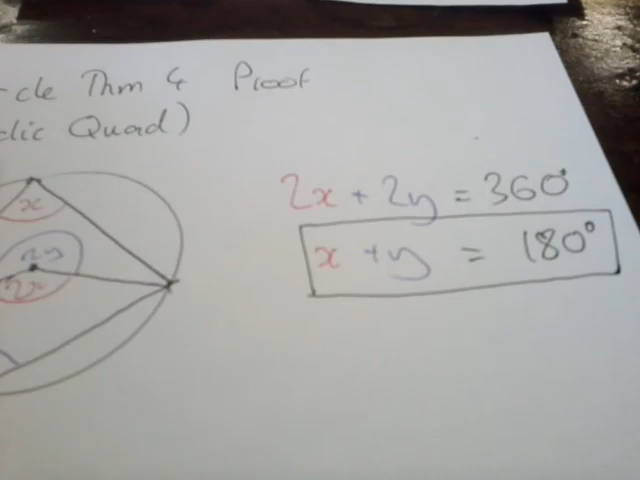 -cle Thm 4 Proof
clic Quad)
2x + 2y = 360°
x
x + y = 180°
2y
2x